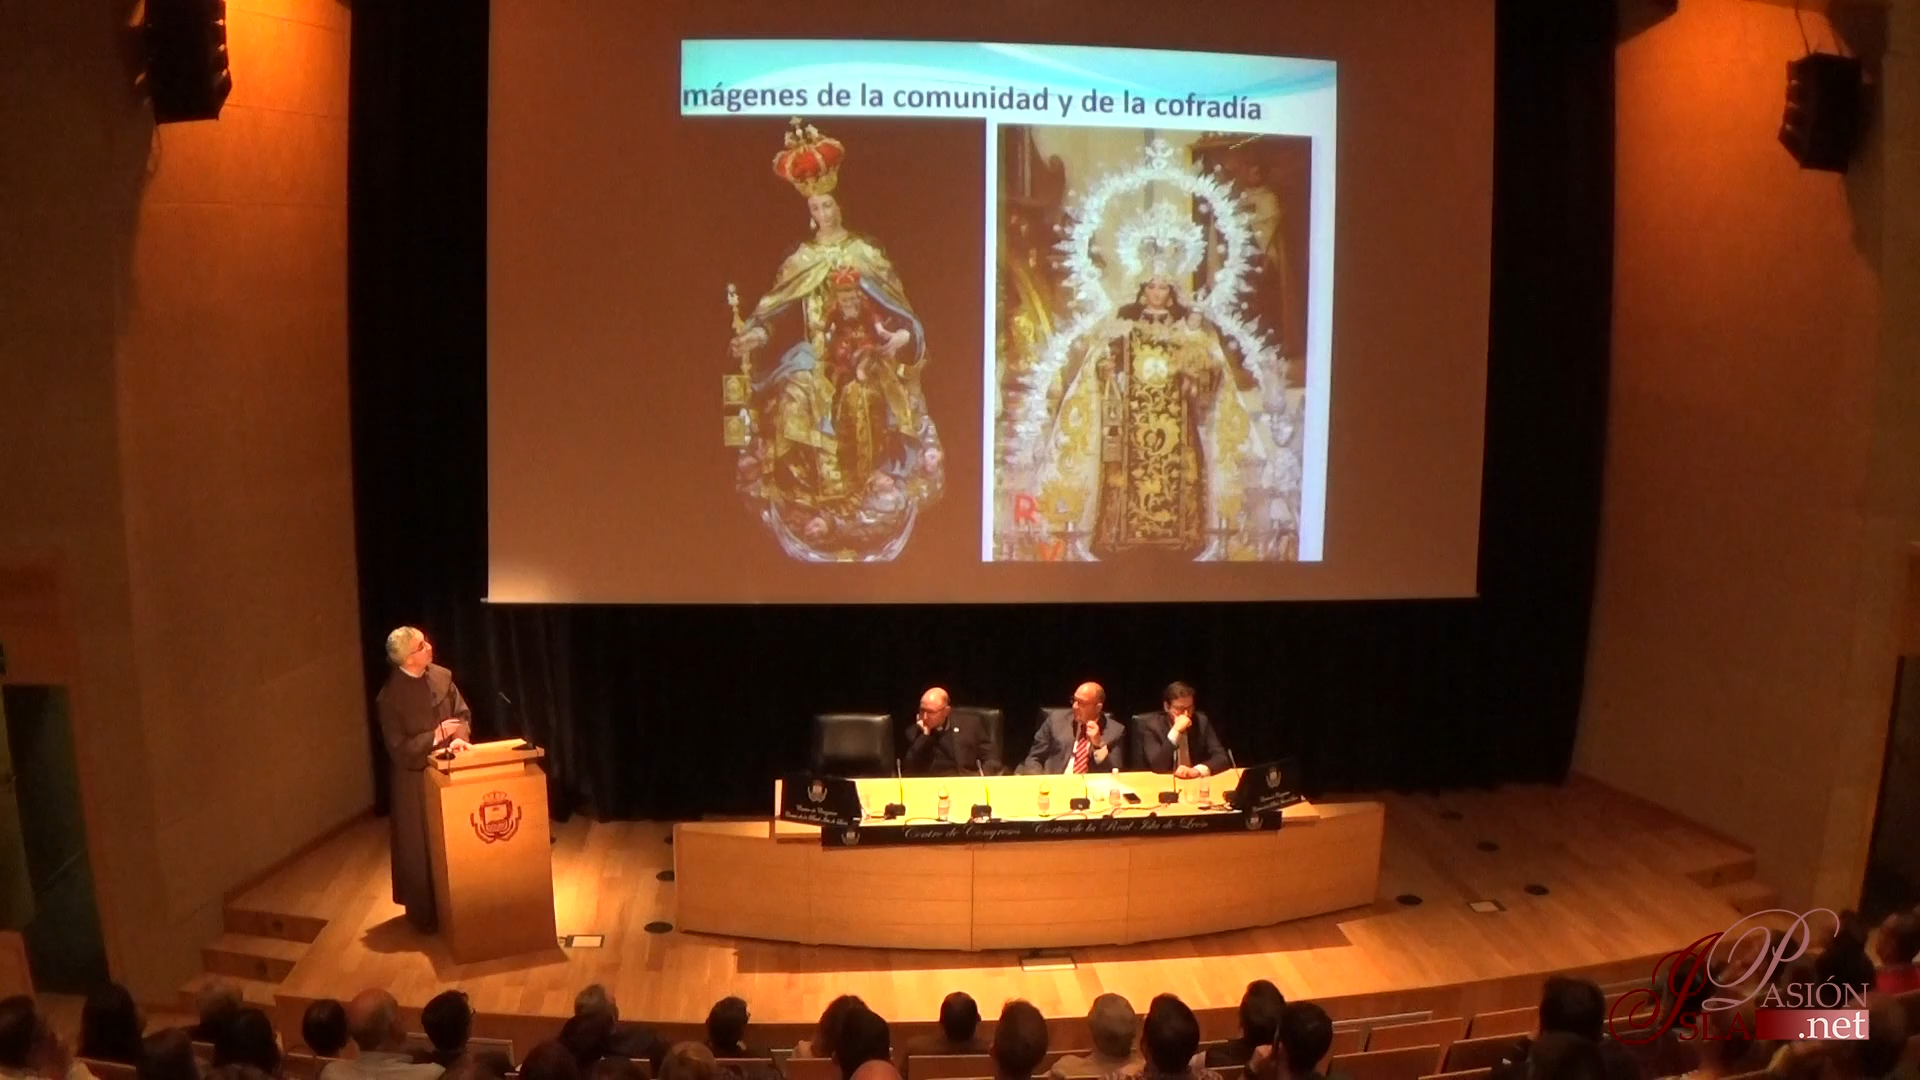 mágenes de la comunidad y de la cofradía
R
V
Centro de Congresos Cortes de la Real Isla de León
PASIÓN
ISLA
.net